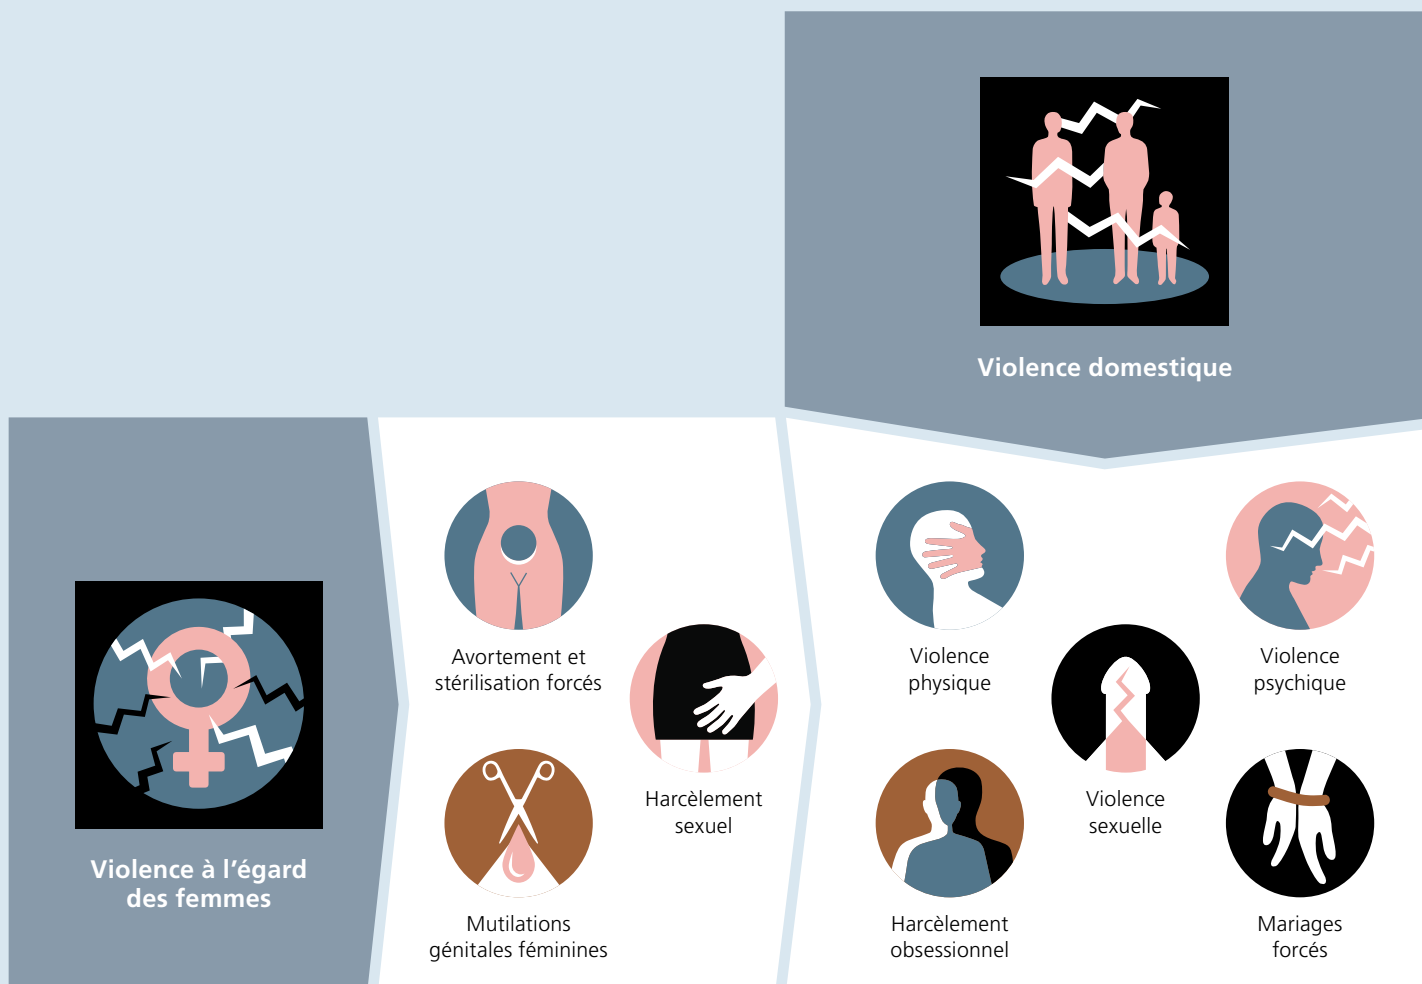 Violence domestique
Violence à l’égard
des femmes
Avortement et
stérilisation forcés
Harcèlement
sexuel
Mutilations
génitales féminines
Violence
physique
Violence
psychique
Violence
sexuelle
Harcèlement
obsessionnel
Mariages
forcés